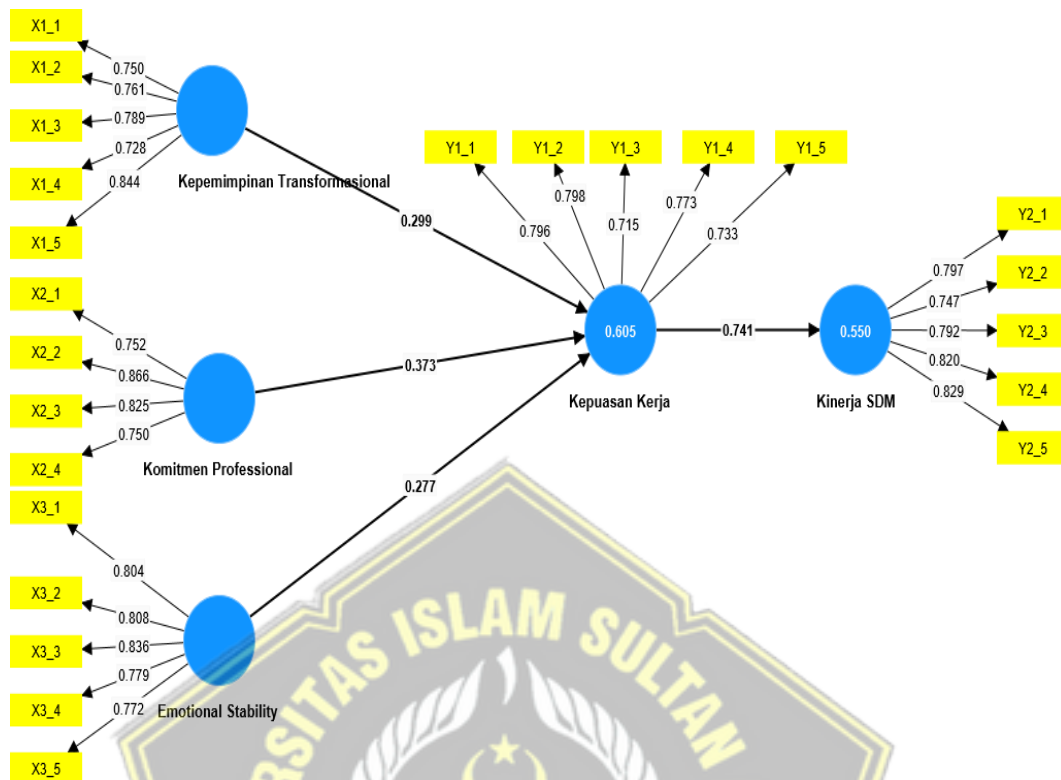 X1_1
X1_2
X1_3
X1_4
X1_5
0.750
0.761
0.789
0.728
0.844
Kepemimpinan Transformasional
0.299
X2_1
X2_2
X2_3
X2_4
0.752
0.866
0.825
0.750
Komitmen Professional
0.373
X3_1
X3_2
X3_3
X3_4
X3_5
0.804
0.808
0.836
0.779
0.772
Emotional Stability
0.277
Y1_1
Y1_2
Y1_3
Y1_4
Y1_5
0.796
0.798
0.715
0.773
0.733
0.605
Kepuasan Kerja
0.741
0.550
Kinerja SDM
0.797
0.747
0.792
0.820
0.829
Y2_1
Y2_2
Y2_3
Y2_4
Y2_5
ISLAM SULTAN